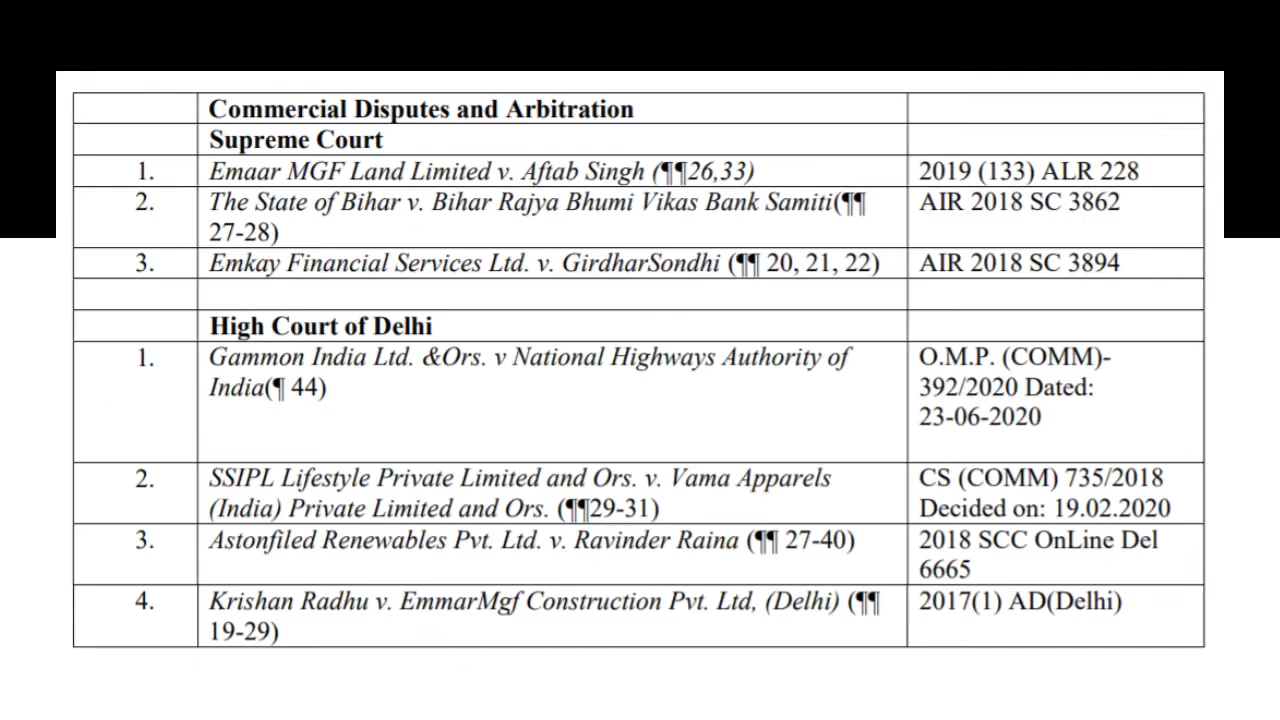 Commercial Disputes and Arbitration
Supreme Court
1. Emaar MGF Land Limited v. Aftab Singh (¶¶26,33) 2019 (133) ALR 228
2. The State of Bihar v. Bihar Rajya Bhumi Vikas Bank Samiti(¶¶ AIR 2018 SC 3862
27-28)
3. Emkay Financial Services Ltd. v. GirdharSondhi (¶¶ 20, 21, 22) AIR 2018 SC 3894
High Court of Delhi
1. Gammon India Ltd. &Ors. v National Highways Authority of O.M.P. (COMM)-
India(¶ 44) 392/2020 Dated:
23-06-2020
2. SSIPL Lifestyle Private Limited and Ors. v. Vama Apparels CS (COMM) 735/2018
(India) Private Limited and Ors. (¶¶29-31) Decided on: 19.02.2020
3. Astonfiled Renewables Pvt. Ltd. v. Ravinder Raina (¶¶ 27-40) 2018 SCC OnLine Del
6665
4. Krishan Radhu v. EmmarMgf Construction Pvt. Ltd, (Delhi) (¶¶ 2017(1) AD(Delhi)
19-29)